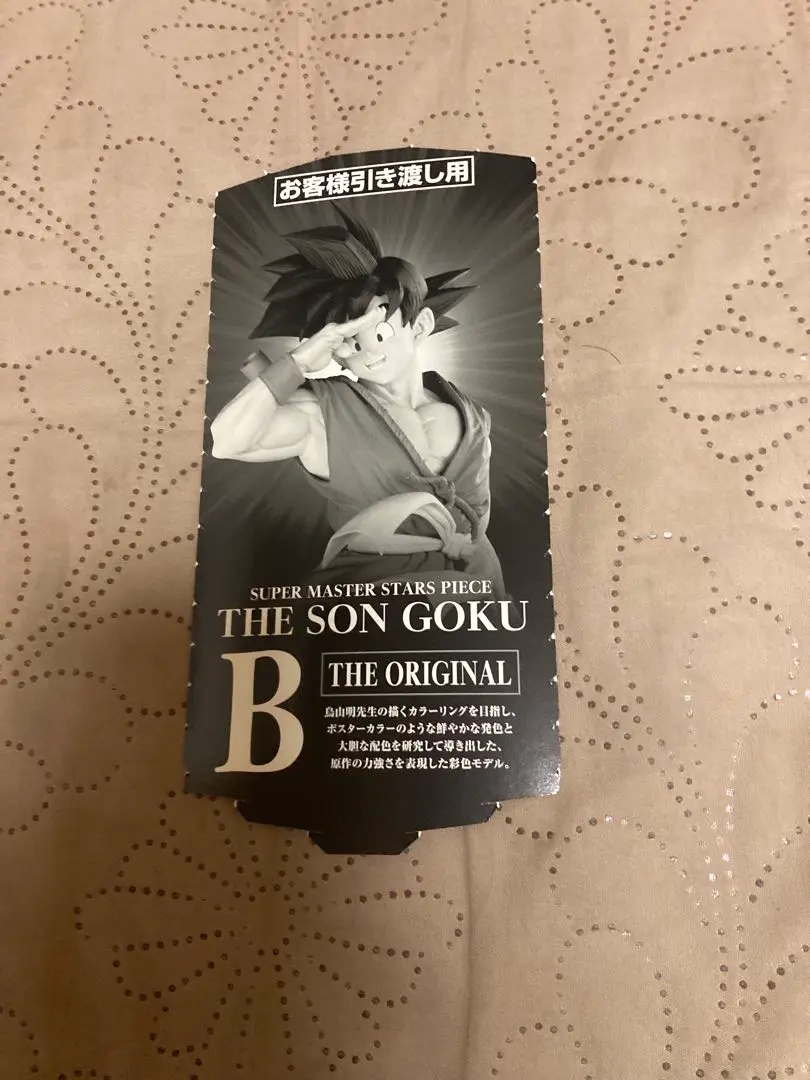 お客様引き渡し用
SUPER MASTER STARS PIECE
THE SON GOKU
B
THE ORIGINAL
鳥山明先生の描くカラーリングを目指し、
ポスターカラーのような鮮やかな発色と
大胆な配色を研究して導き出した、
原作の力強さを表現した彩色モデル。